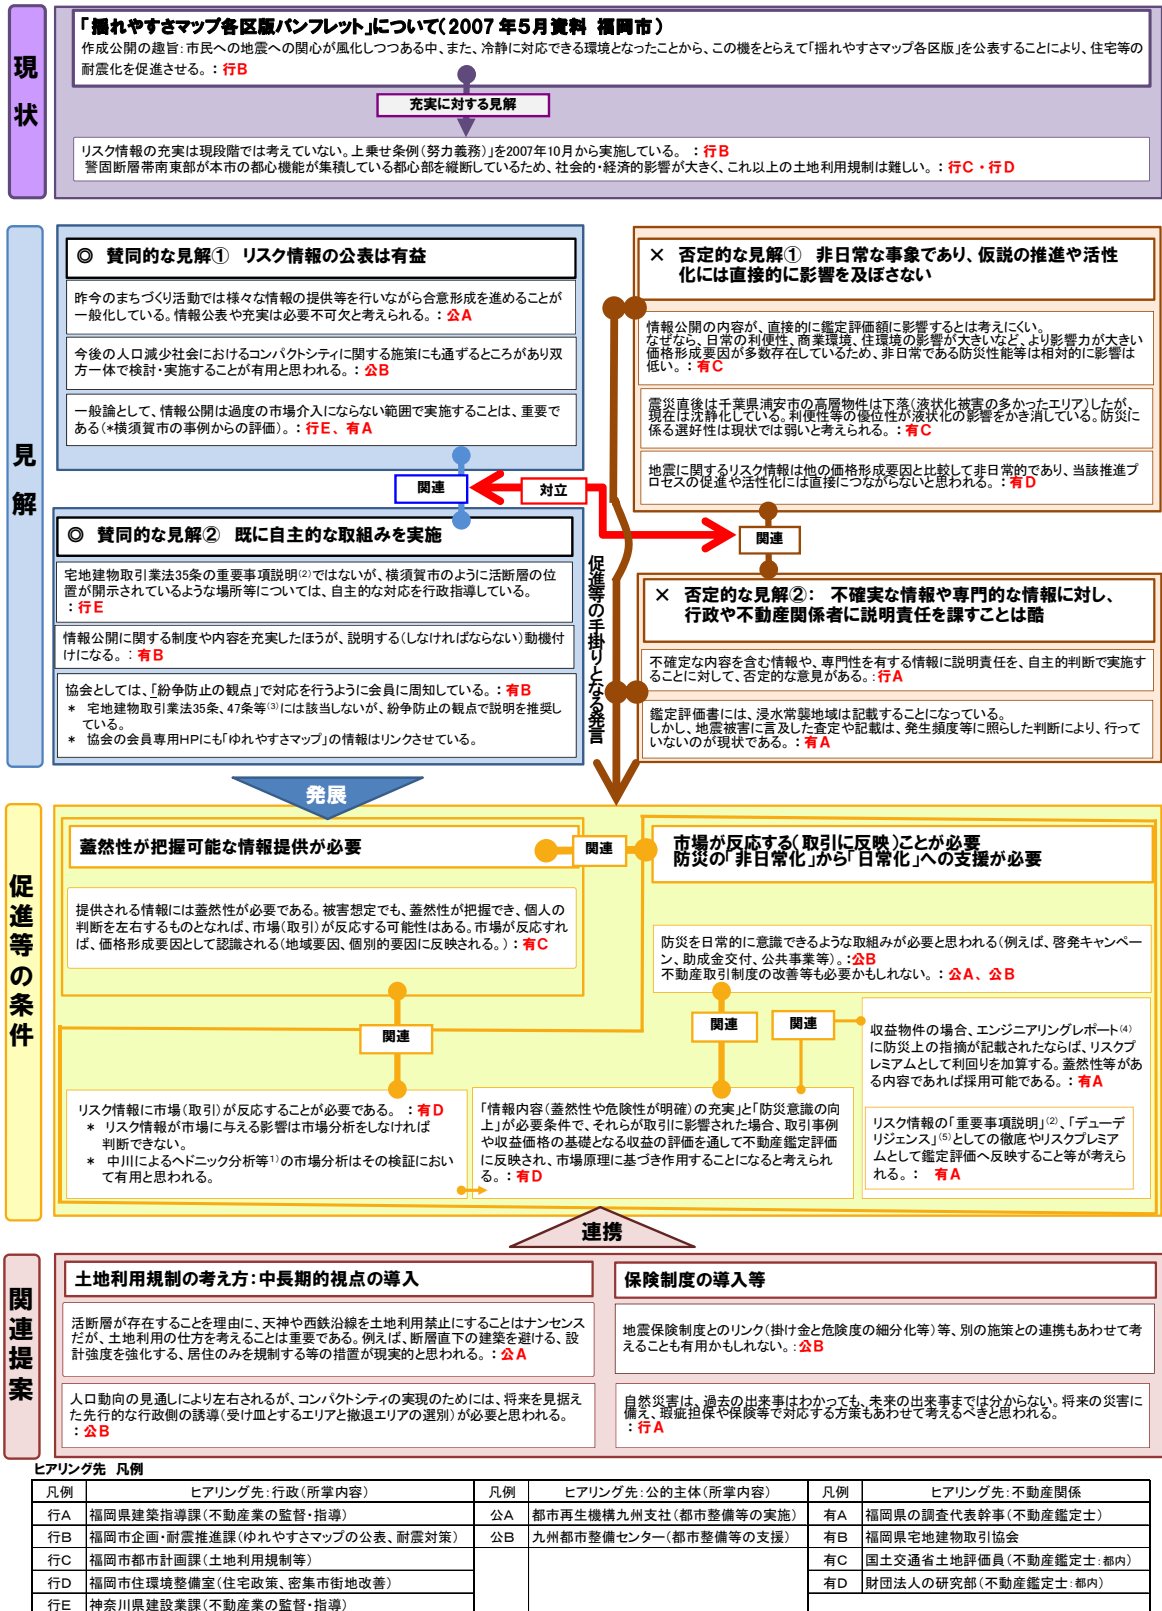 現状
「揺れやすさマップ各区版パンフレット」について(2007年5月資料 福岡市)
作成公開の趣旨:市民への地震への関心が風化しつつある中、また、冷静に対応できる環境となったことから、この機をとらえて「揺れやすさマップ各区版」を公表することにより、住宅等の
耐震化を促進させる。:行B
充実に対する見解
リスク情報の充実は現段階では考えていない。上乗せ条例(努力義務)」を2007年10月から実施している。 :行B
警固断層帯南東部が本市の都心機能が集積している都心部を縦断しているため、社会的・経済的影響が大きく、これ以上の土地利用規制は難しい。:行C・行D
見解
◎ 賛同的な見解① リスク情報の公表は有益
昨今のまちづくり活動では様々な情報の提供等を行いながら合意形成を進めることが
一般化している。情報公表や充実は必要不可欠と考えられる。:公A
今後の人口減少社会におけるコンパクトシティに関する施策にも通ずるところがあり双
方一体で検討・実施することが有用と思われる。:公B
一般論として、情報公開は過度の市場介入にならない範囲で実施することは、重要で
ある(*横須賀市の事例からの評価)。:行E、有A
関連
対立
◎ 賛同的な見解② 既に自主的な取組みを実施
宅地建物取引業法35条の重要事項説明(2)ではないが、横須賀市のように活断層の位
置が開示されているような場所等については、自主的な対応を行政指導している。
:行E
情報公開に関する制度や内容を充実したほうが、説明する(しなければならない)動機付
けになる。:有B
協会としては、「紛争防止の観点」で対応を行うように会員に周知している。:有B
* 宅地建物取引業法35条、47条等(3)には該当しないが、紛争防止の観点で説明を推奨し
ている。
* 協会の会員専用HPにも「ゆれやすさマップ」の情報はリンクさせている。
× 否定的な見解① 非日常な事象であり、仮説の推進や活性
化には直接的に影響を及ぼさない
情報公開の内容が、直接的に鑑定評価額に影響するとは考えにくい。
なぜなら、日常の利便性、商業環境、住環境の影響が大きいなど、より影響力が大きい
価格形成要因が多数存在しているため、非日常である防災性能等は相対的に影響は
低い。:有C
震災直後は千葉県浦安市の高層物件は下落(液状化被害の多かったエリア)したが、
現在は沈静化している。利便性等の優位性が液状化の影響をかき消している。防災に
係る選好性は現状では弱いと考えられる。:有C
地震に関するリスク情報は他の価格形成要因と比較して非日常的であり、当該推進プ
ロセスの促進や活性化には直接につながらないと思われる。:有D
関連
× 否定的な見解②: 不確実な情報や専門的な情報に対し、
行政や不動産関係者に説明責任を課すことは酷
不確定な内容を含む情報や、専門性を有する情報に説明責任を、自主的判断で実施す
ることに対して、否定的な意見がある。:行A
鑑定評価書には、浸水常襲地域は記載することになっている。
しかし、地震被害に言及した査定や記載は、発生頻度等に照らした判断により、行って
いないのが現状である。:有A
促進等の手掛りとなる発言
発展
促進等の条件
蓋然性が把握可能な情報提供が必要
関連
市場が反応する(取引に反映)ことが必要
防災の「非日常化」から「日常化」への支援が必要
提供される情報には蓋然性が必要である。被害想定でも、蓋然性が把握でき、個人の
判断を左右するものとなれば、市場(取引)が反応する可能性はある。市場が反応すれ
ば、価格形成要因として認識される(地域要因、個別的要因に反映される。):有C
防災を日常的に意識できるような取組みが必要と思われる(例えば、啓発キャンペー
ン、助成金交付、公共事業等)。:公B
不動産取引制度の改善等も必要かもしれない。:公A、公B
関連
関連
関連
リスク情報に市場(取引)が反応することが必要である。 :有D
* リスク情報が市場に与える影響は市場分析をしなければ
判断できない。
* 中川によるヘドニック分析等1)の市場分析はその検証におい
て有用と思われる。
「情報内容(蓋然性や危険性が明確)の充実」と「防災意識の向
上」が必要条件で、それらが取引に影響された場合、取引事例
や収益価格の基礎となる収益の評価を通して不動産鑑定評価
に反映され、市場原理に基づき作用することになると考えられ
る。:有D
収益物件の場合、エンジニアリングレポート(4)
に防災上の指摘が記載されたならば、リスクプ
レミアムとして利回りを加算する。蓋然性等があ
る内容であれば採用可能である。:有A
リスク情報の「重要事項説明」(2)、「デューデ
リジェンス」(5)としての徹底やリスクプレミア
ムとして鑑定評価へ反映すること等が考えら
れる。: 有A
連携
関連提案
土地利用規制の考え方:中長期的視点の導入
活断層が存在することを理由に、天神や西鉄沿線を土地利用禁止にすることはナンセンス
だが、土地利用の仕方を考えることは重要である。例えば、断層直下の建築を避ける、設
計強度を強化する、居住のみを規制する等の措置が現実的と思われる。:公A
人口動向の見通しにより左右されるが、コンパクトシティの実現のためには、将来を見据え
た先行的な行政側の誘導(受け皿とするエリアと撤退エリアの選別)が必要と思われる。
:公B
保険制度の導入等
地震保険制度とのリンク(掛け金と危険度の細分化等)等、別の施策との連携もあわせて考
えることも有用かもしれない。:公B
自然災害は、過去の出来事はわかっても、未来の出来事までは分からない。将来の災害に
備え、瑕疵担保や保険等で対応する方策もあわせて考えるべきと思われる。
:行A
ヒアリング先 凡例
凡例 ヒアリング先:行政(所掌内容) 凡例 ヒアリング先:公的主体(所掌内容) 凡例 ヒアリング先:不動産関係
行A 福岡県建築指導課(不動産業の監督・指導) 公A 都市再生機構九州支社(都市整備等の実施) 有A 福岡県の調査代表幹事(不動産鑑定士)
行B 福岡市企画・耐震推進課(ゆれやすさマップの公表、耐震対策) 公B 九州都市整備センター(都市整備等の支援) 有B 福岡県宅地建物取引協会
行C 福岡市都市計画課(土地利用規制等) 有C 国土交通省土地評価員(不動産鑑定士:都内)
行D 福岡市住環境整備室(住宅政策、密集市街地改善) 有D 財団法人の研究部(不動産鑑定士:都内)
行E 神奈川県建設業課(不動産業の監督・指導)